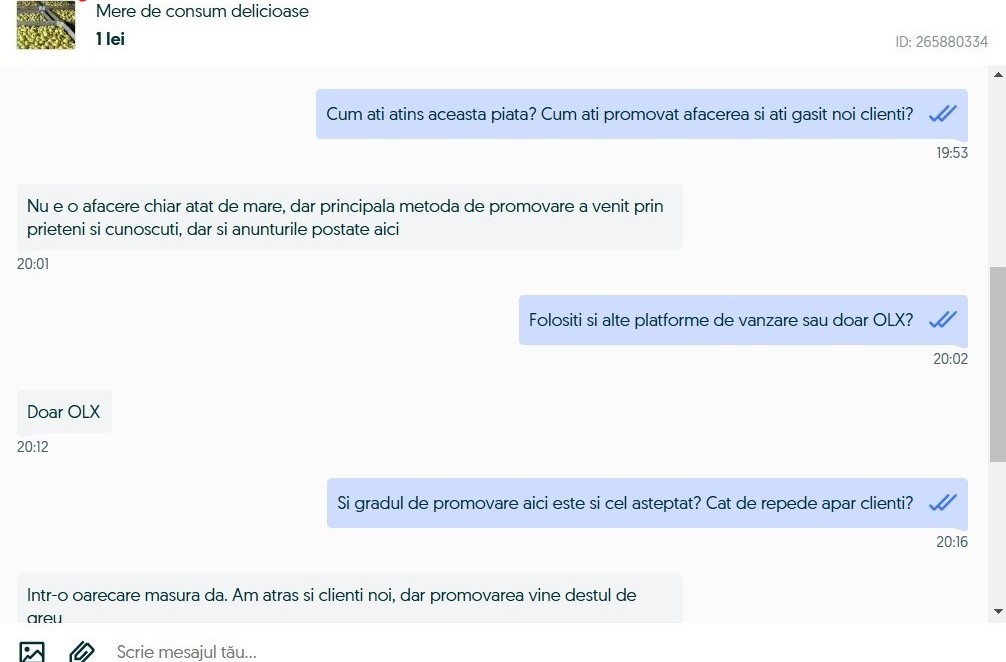 Mere de consum delicioase
1 lei
ID: 265880334
Cum ati atins aceasta piata? Cum ati promovat afacerea si ati gasit noi clienti?
19:53
Nu e o afacere chiar atat de mare, dar principala metoda de promovare a venit prin
prieteni si cunoscuti, dar si anunturile postate aici
20:01
Folositi si alte platforme de vanzare sau doar OLX?
20:02
Doar OLX
20:12
Si gradul de promovare aici este si cel asteptat? Cat de repede apar clienti?
20:16
Intr-o oarecare masura da. Am atras si clienti noi, dar promovarea vine destul de
greu
Scrie mesajul tău...